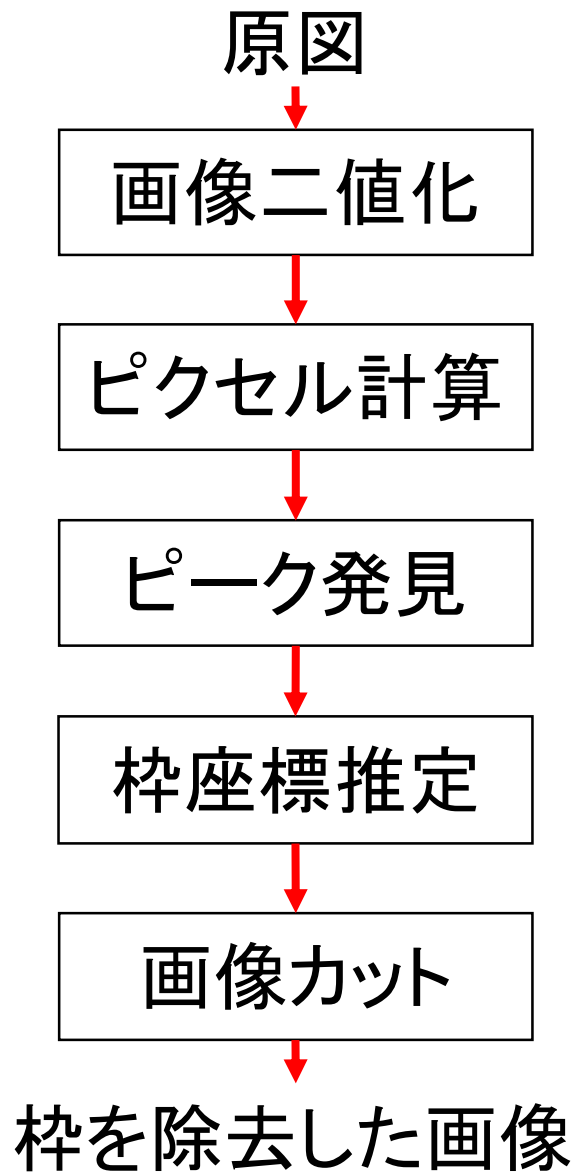 原図
画像二値化
ピクセル計算
ピーク発見
枠座標推定
画像カット
枠を除去した画像